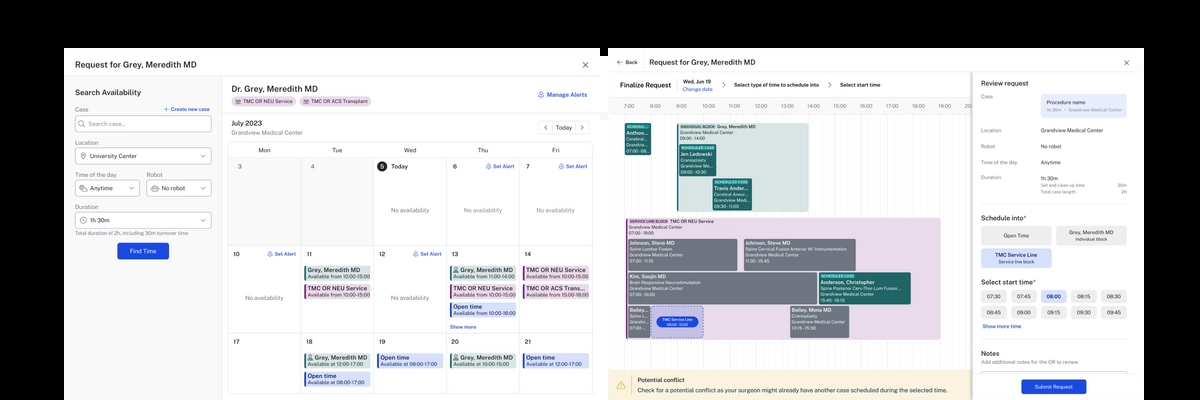 Request for Grey, Meredith MD
Search Availability
Case
Create new case
Search case...
Location
University Center
Time of the day
Robot
Anytime
No robot
Duration
1h 30m
Total duration of 2h, including 30m turnover time
Find Time
Dr. Grey, Meredith MD
TMC OR NEU Service
TMC OR ACS Transplant
Manage Alerts
July 2023
Grandview Medical Center
Today
Mon
Tue
Wed
Thu
Fri
3
4
5 Today
6
Set Alert
7
Set Alert
No availability
No availability
No availability
10
Set Alert
11
12
Set Alert
13
14
No availability
Grey, Meredith MD
Available from 10:00-15:00
TMC OR NEU Service
Available from 10:00-15:00
No availability
Grey, Meredith MD
Available from 11:00-14:00
TMC OR NEU Service
Available from 10:00-15:00
Open time
Available from 10:00-16:00
Show more
TMC OR NEU Service
Available from 10:00-15:00
TMC OR ACS Trans...
Available from 15:00-18:00
17
18
19
20
21
Grey, Meredith MD
Available at 12:00-17:00
Open time
Available at 08:00-17:00
Open time
Available at 08:00-17:00
Grey, Meredith MD
Available at 10:00-15:00
Open time
Available at 12:00-17:00
Back
Request for Grey, Meredith MD
Finalize Request
Wed, Jun 19
Change date
Select type of time to schedule into
Select start time
7:00
8:00
9:00
10:00
11:00
12:00
13:00
14:00
15:00
16:00
17:00
18:00
19:00
20
SCHEDUL...
Anthon...
Cerebral...
Grandvi...
07:00 - 08...
INDIVIDUAL BLOCK Grey, Meredith MD
Grandview Medical Center
09:00 - 14:00
SCHEDULED CASE
Jen Ledowski
Cranioplasty
Grandview Me...
09:00 - 10:30
SCHEDULED CASE
Travis Ander...
Cerebral Aneur...
Grandview Medi...
09:30 - 11:00
SERVICE LINE BLOCK TMC OR NEU Service
Grandview Medical Center
07:00 - 19:00
Johnson, Steve MD
Spine Lumbar Fusion
Grandview Medical Center
07:00 - 11:15
Johnson, Steve MD
Spine Cervical Fusion Anterior W/ Instrumentation
Grandview Medical Center
11:30 - 15:45
Kim, Soujin MD
Brain Responsive Neurostimulation
Grandview Medical Center
07:00 - 16:00
SCHEDULED CASE
Anderson, Christopher
Spine Posterior Cerv-Thor-Lum Fusion...
Grandview Medical Center
15:45 - 19:15
Bailey...
Spine L...
Grandvi...
07:00 -...
TMC Service Line
08:00 - 10:30
Bailey, Mona MD
Cranioplasty
Grandview Medical Center
13:15 - 15:30
Potential conflict
Check for a potential conflict as your surgeon might already have another case scheduled during the selected time.
Review request
Case
Procedure name
1h 30m • Grandview Medical Center
Location
Grandview Medical Center
Robot
No robot
Time of the day
Anytime
Duration
1h 30m
Set and clean up time 30m
Total case length 2h
Schedule into*
Open Time
Grey, Meredith MD
Individual block
TMC Service Line
Service line block
Select start time*
07:30
07:45
08:00
08:15
08:30
08:45
09:00
09:15
09:30
09:45
Show more time
Notes
Add additional notes for the OR to review
Submit Request